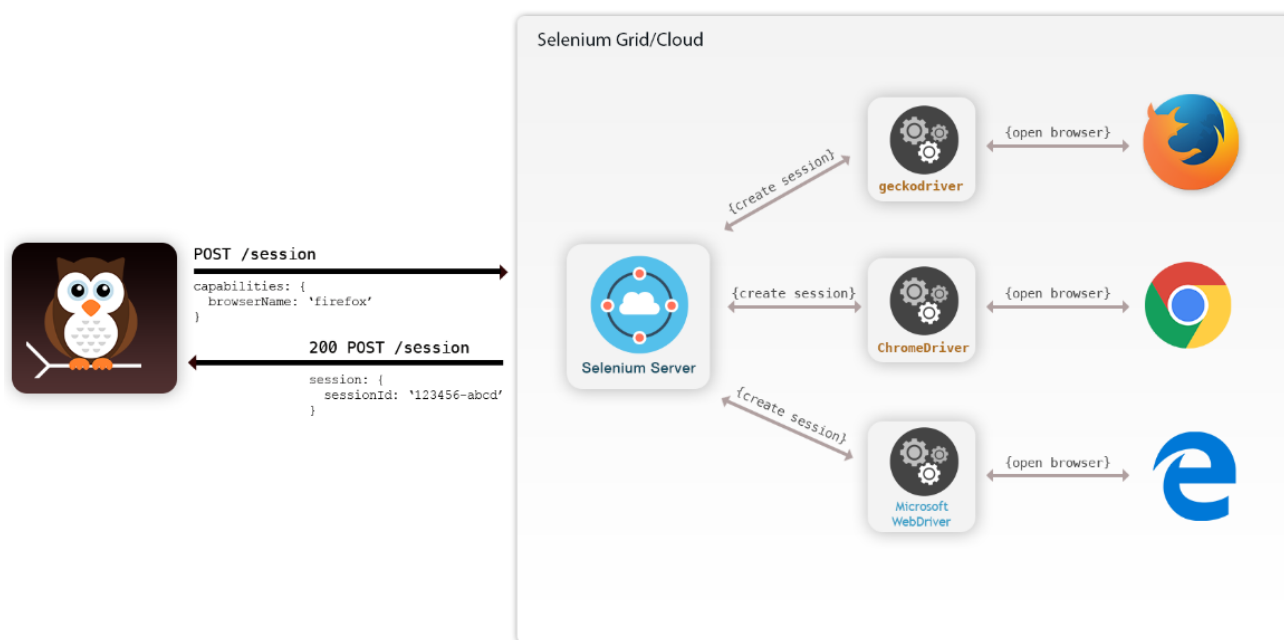 Selenium Grid/Cloud
POST /session
capabilities: {
browserName: ‘firefox’
}
200 POST /session
session: {
sessionId: ‘123456-abcd’
}
Selenium Server
{create session}
geckodriver
{open browser}
{create session}
ChromeDriver
{open browser}
{create session}
Microsoft
WebDriver
{open browser}